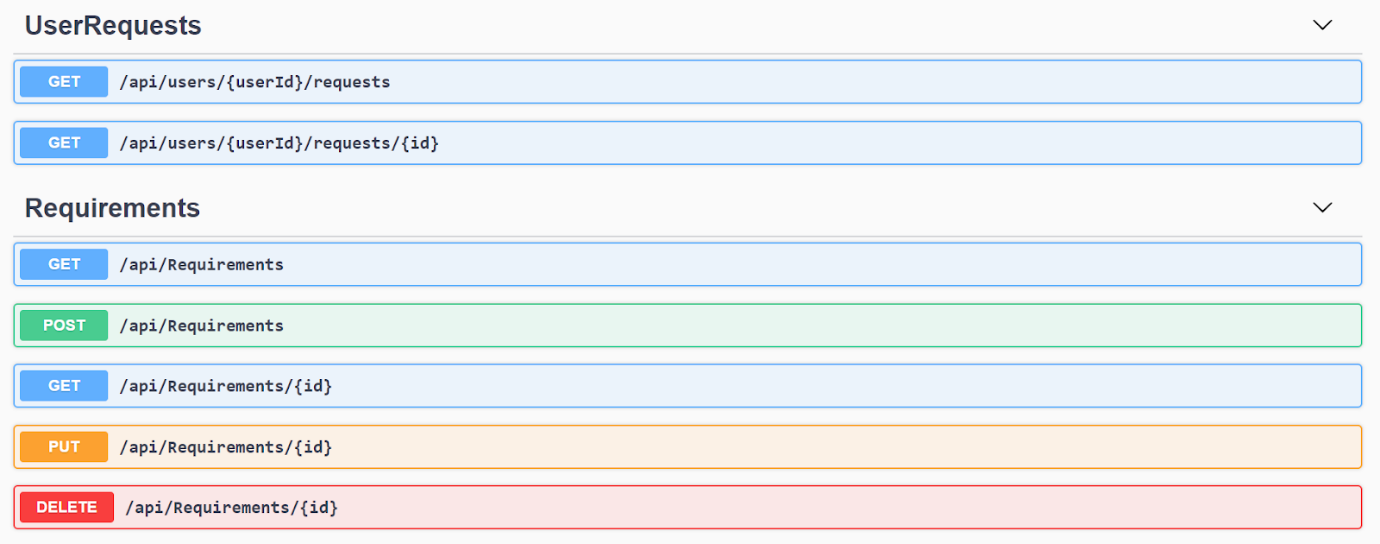 UserRequests
GET /api/users/{userId}/requests
GET /api/users/{userId}/requests/{id}
Requirements
GET /api/Requirements
POST /api/Requirements
GET /api/Requirements/{id}
PUT /api/Requirements/{id}
DELETE /api/Requirements/{id}